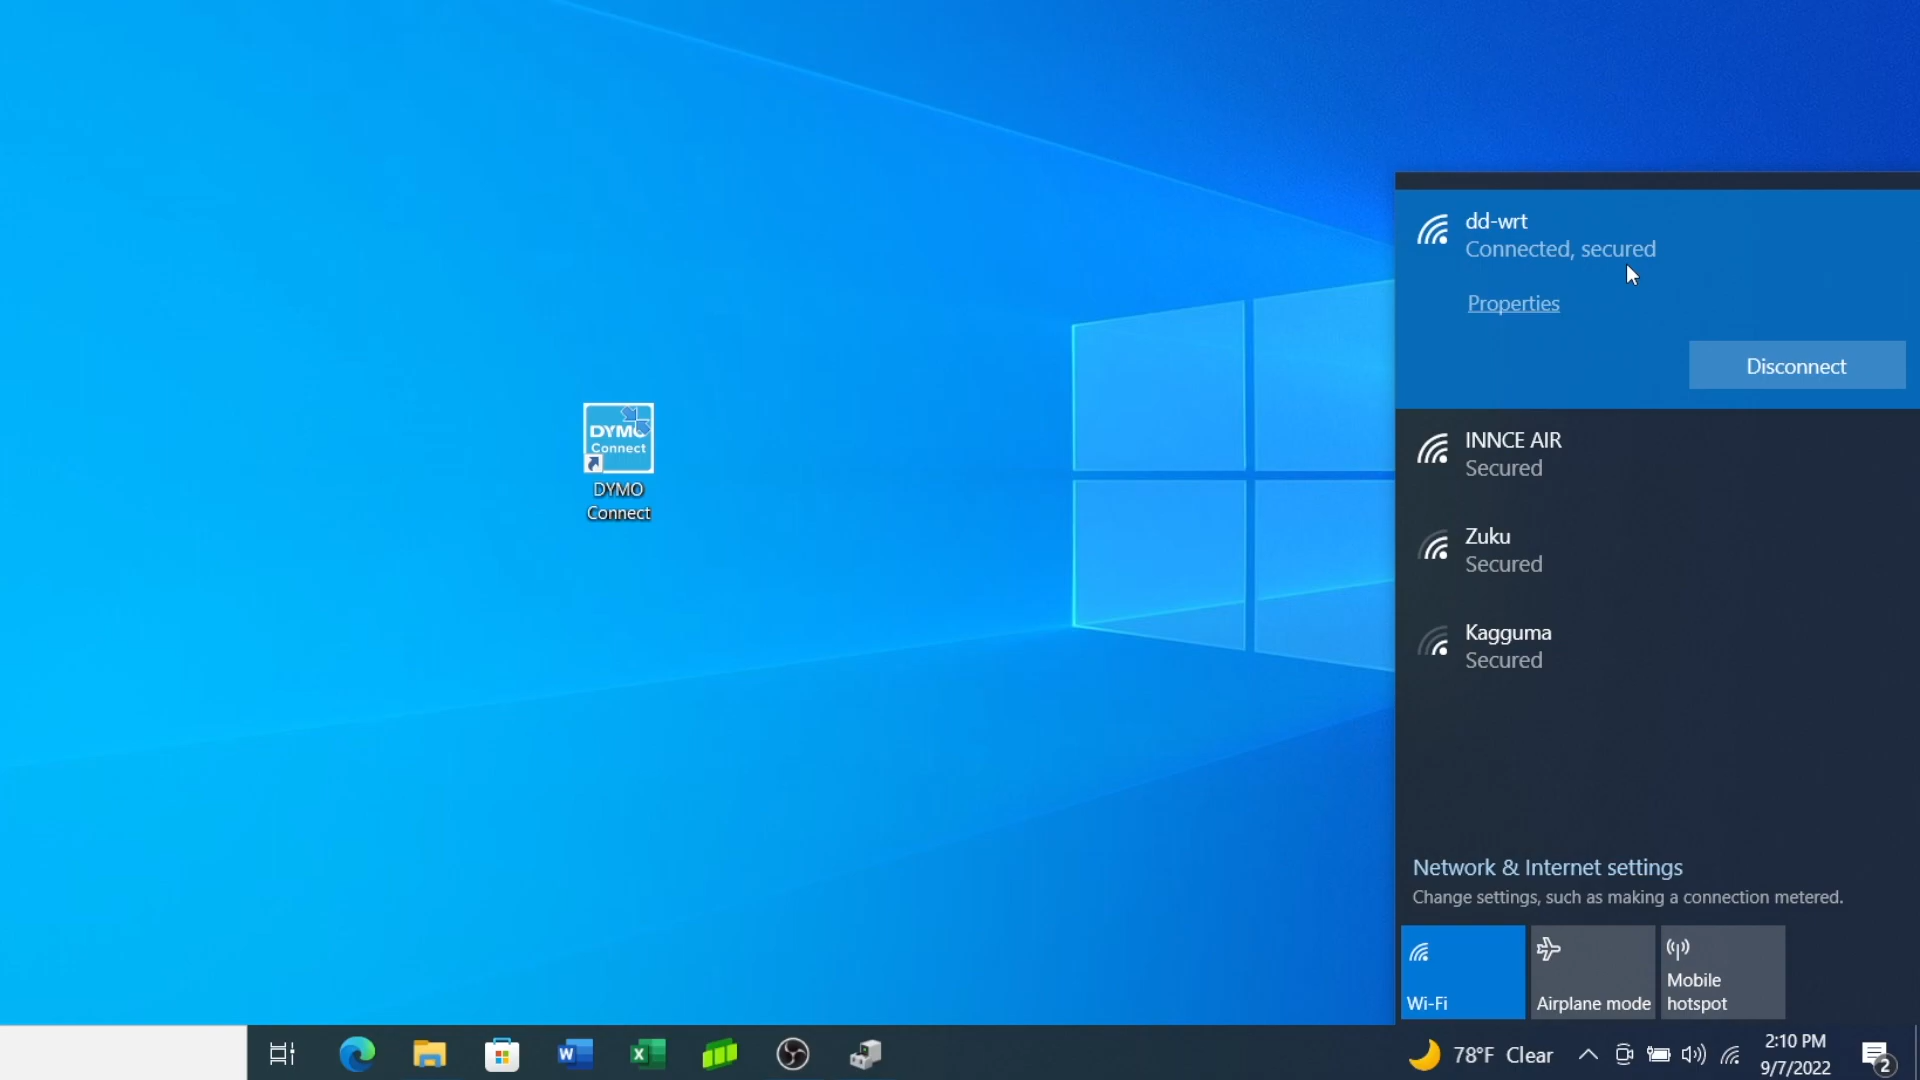 dd-wrt
Connected, secured
Properties
Disconnect
DYMO
Connect
DYMO
Connect
INNCE AIR
Secured
Zuku
Secured
Kagguma
Secured
Network & Internet settings
Change settings, such as making a connection metered.
Wi-Fi
Airplane mode
Mobile
hotspot
W
X
78°F Clear
2:10 PM
9/7/2022
2